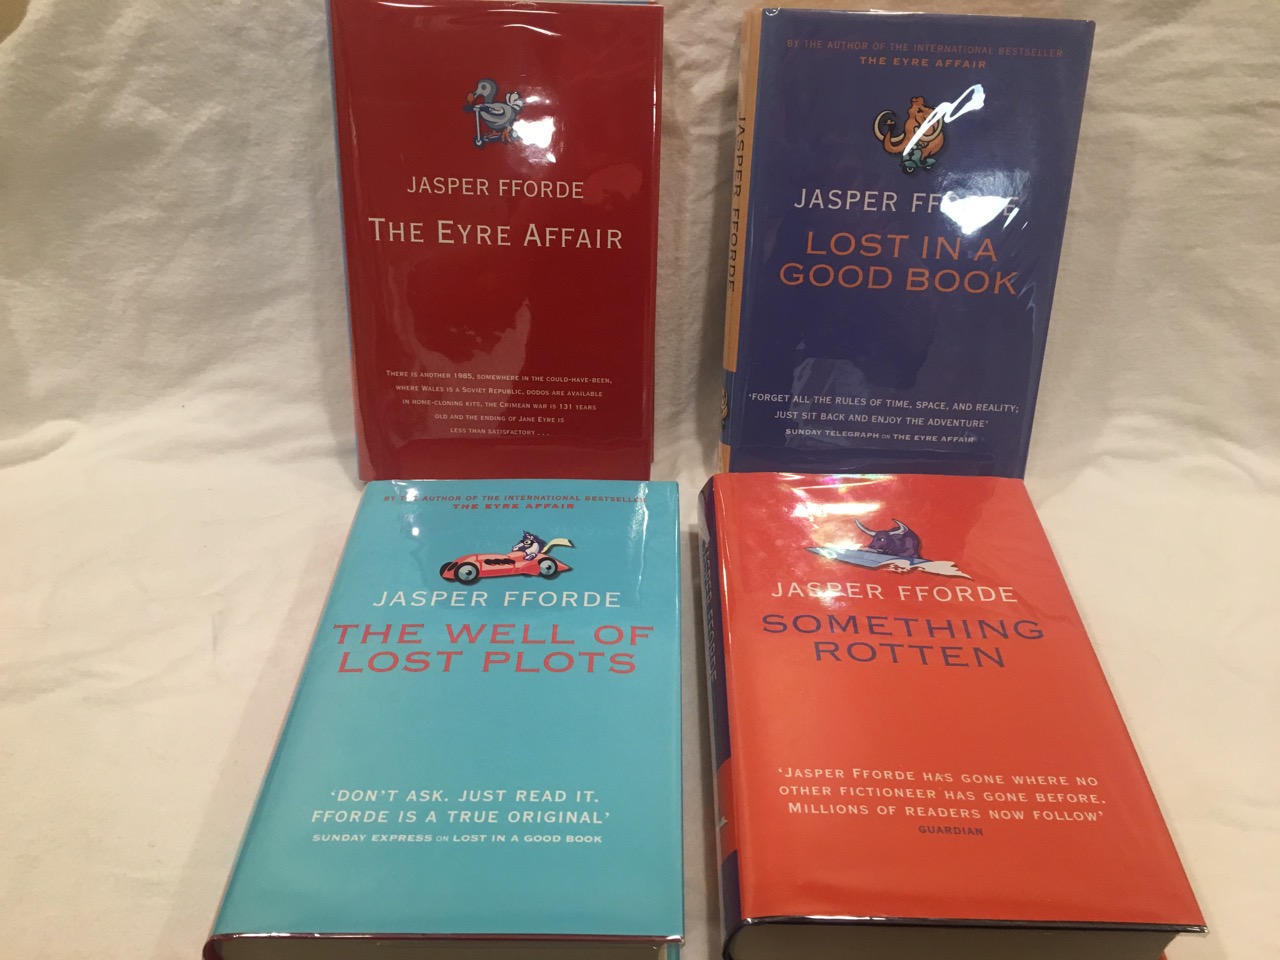 JASPER FFORDE
THE EYRE AFFAIR
THERE IS ANOTHER 1985, SOMEWHERE IN THE COULD-HAVE-BEEN,
WHERE WALES IS A SOVIET REPUBLIC, DODOS ARE AVAILABLE
IN HOME-CLONING KITS, THE CRIMEAN WAR IS 131 YEARS
OLD AND THE ENDING OF JANE EYRE IS
LESS THAN SATISFACTORY . . .
JASPER FFORDE
BY THE AUTHOR OF THE INTERNATIONAL BESTSELLER
THE EYRE AFFAIR
JASPER FFORDE
LOST IN A
GOOD BOOK
‘FORGET ALL THE RULES OF TIME, SPACE, AND REALITY;
JUST SIT BACK AND ENJOY THE ADVENTURE’
SUNDAY TELEGRAPH ON THE EYRE AFFAIR
BY THE AUTHOR OF THE INTERNATIONAL BESTSELLER
THE EYRE AFFAIR
JASPER FFORDE
THE WELL OF
LOST PLOTS
‘DON’T ASK. JUST READ IT.
FFORDE IS A TRUE ORIGINAL’
SUNDAY EXPRESS ON LOST IN A GOOD BOOK
JASPER FFORDE
JASPER FFORDE
SOMETHING
ROTTEN
‘JASPER FFORDE HAS GONE WHERE NO
OTHER FICTIONEER HAS GONE BEFORE.
MILLIONS OF READERS NOW FOLLOW’
GUARDIAN